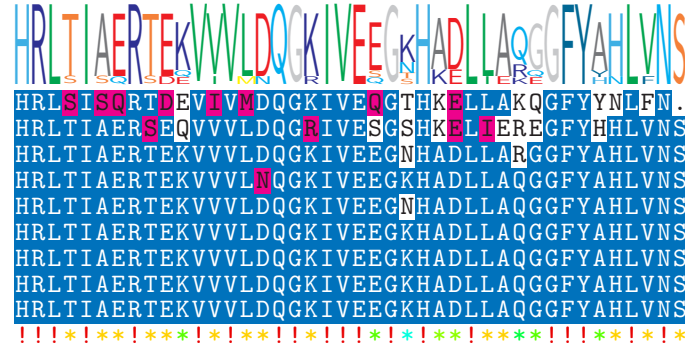 HRLTIAERTEKVVVLDQGKIVEEGKHADLLAQGGFYAHLVNS
HRLSISQRTDEVIVMDQGKIVEQGTHKELLAKQGFYYNLFN.
HRLTIAERSEQVVVLDQGRIVESGSHKELIEREGFYHHLVNS
HRLTIAERTEKVVVLDQGKIVEEGNHADLLARGGFYAHLVNS
HRLTIAERTEKVVVLNQGKIVEEGKHADLLAQGGFYAHLVNS
HRLTIAERTEKVVVLDQGKIVEEGNHADLLAQGGFYAHLVNS
HRLTIAERTEKVVVLDQGKIVEEGKHADLLAQGGFYAHLVNS
HRLTIAERTEKVVVLDQGKIVEEGKHADLLAQGGFYAHLVNS
HRLTIAERTEKVVVLDQGKIVEEGKHADLLAQGGFYAHLVNS
HRLTIAERTEKVVVLDQGKIVEEGKHADLLAQGGFYAHLVNS
!!!*!**!***!*!**!!*!!!*!*!**!****!!!**!*!*